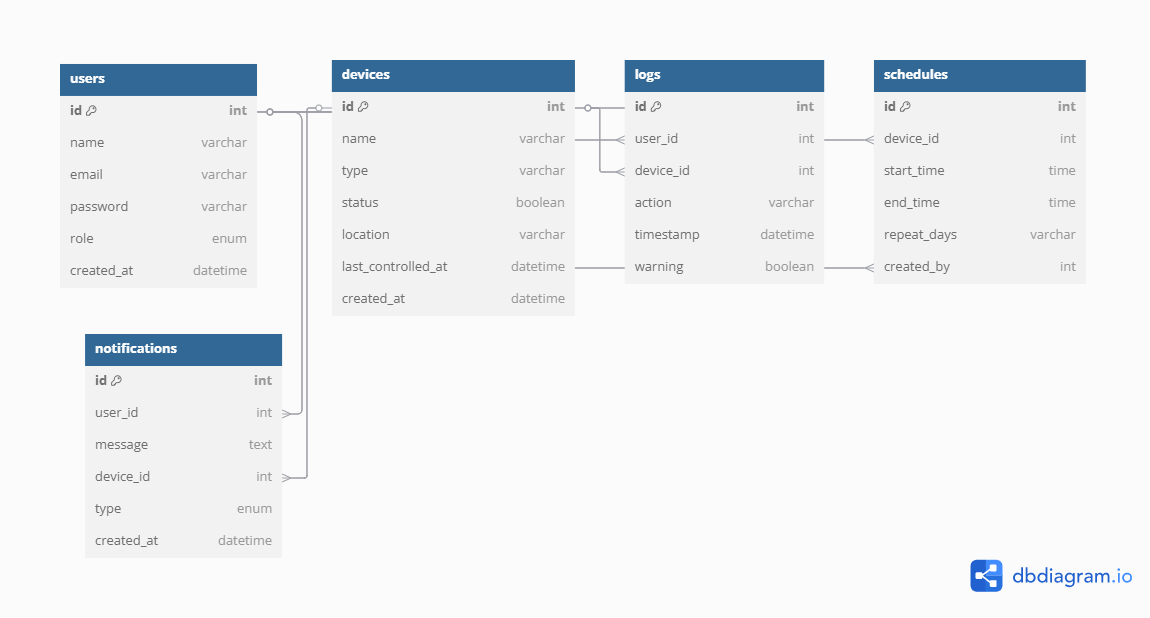 users
id int
name varchar
email varchar
password varchar
role enum
created_at datetime
devices
id int
name varchar
type varchar
status boolean
location varchar
last_controlled_at datetime
created_at datetime
logs
id int
user_id int
device_id int
action varchar
timestamp datetime
warning boolean
schedules
id int
device_id int
start_time time
end_time time
repeat_days varchar
created_by int
notifications
id int
user_id int
message text
device_id int
type enum
created_at datetime
dbdiagram.io